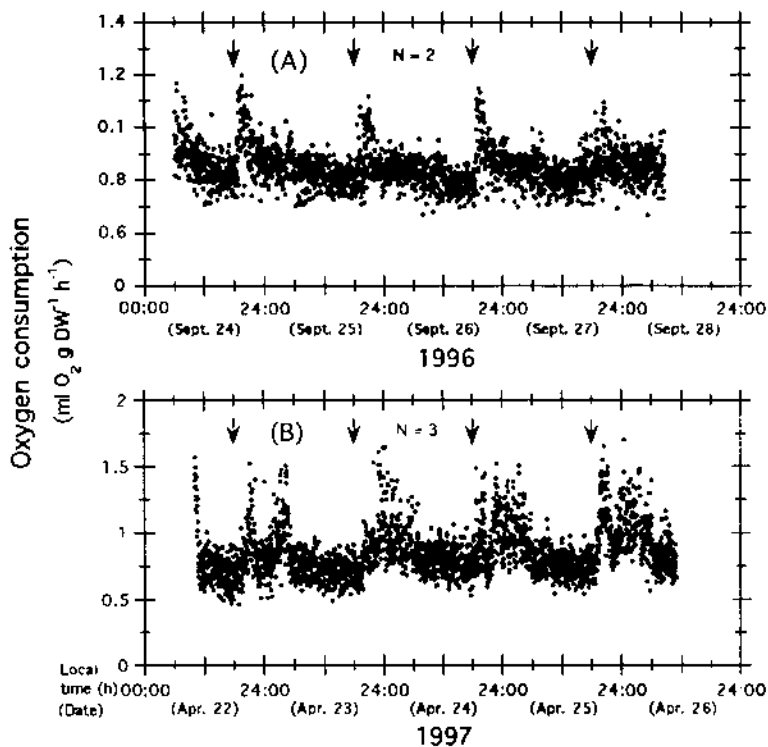 1.4
(A)
N = 2
1.2
0.1
0.8
0.6
0
00:00 24:00 24:00 24:00 24:00 24:00
(Sept. 24) (Sept. 25) (Sept. 26) (Sept. 27) (Sept. 28)
1996
Oxygen consumption
(ml O₂ g DW⁻¹ h⁻¹)
2
(B)
N = 3
1.5
1
0.5
0
Local
time (h) 00:00 24:00 24:00 24:00 24:00 24:00
(Date) (Apr. 22) (Apr. 23) (Apr. 24) (Apr. 25) (Apr. 26)
1997